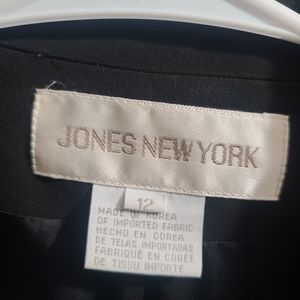 JONES NEW YORK
12
MADE IN KOREA
OF IMPORTED FABRIC
HECHO EN COREA
DE TELAS IMPORTADAS
FABRIQUÉ EN CORÉE
DE TISSU IMPORTÉ